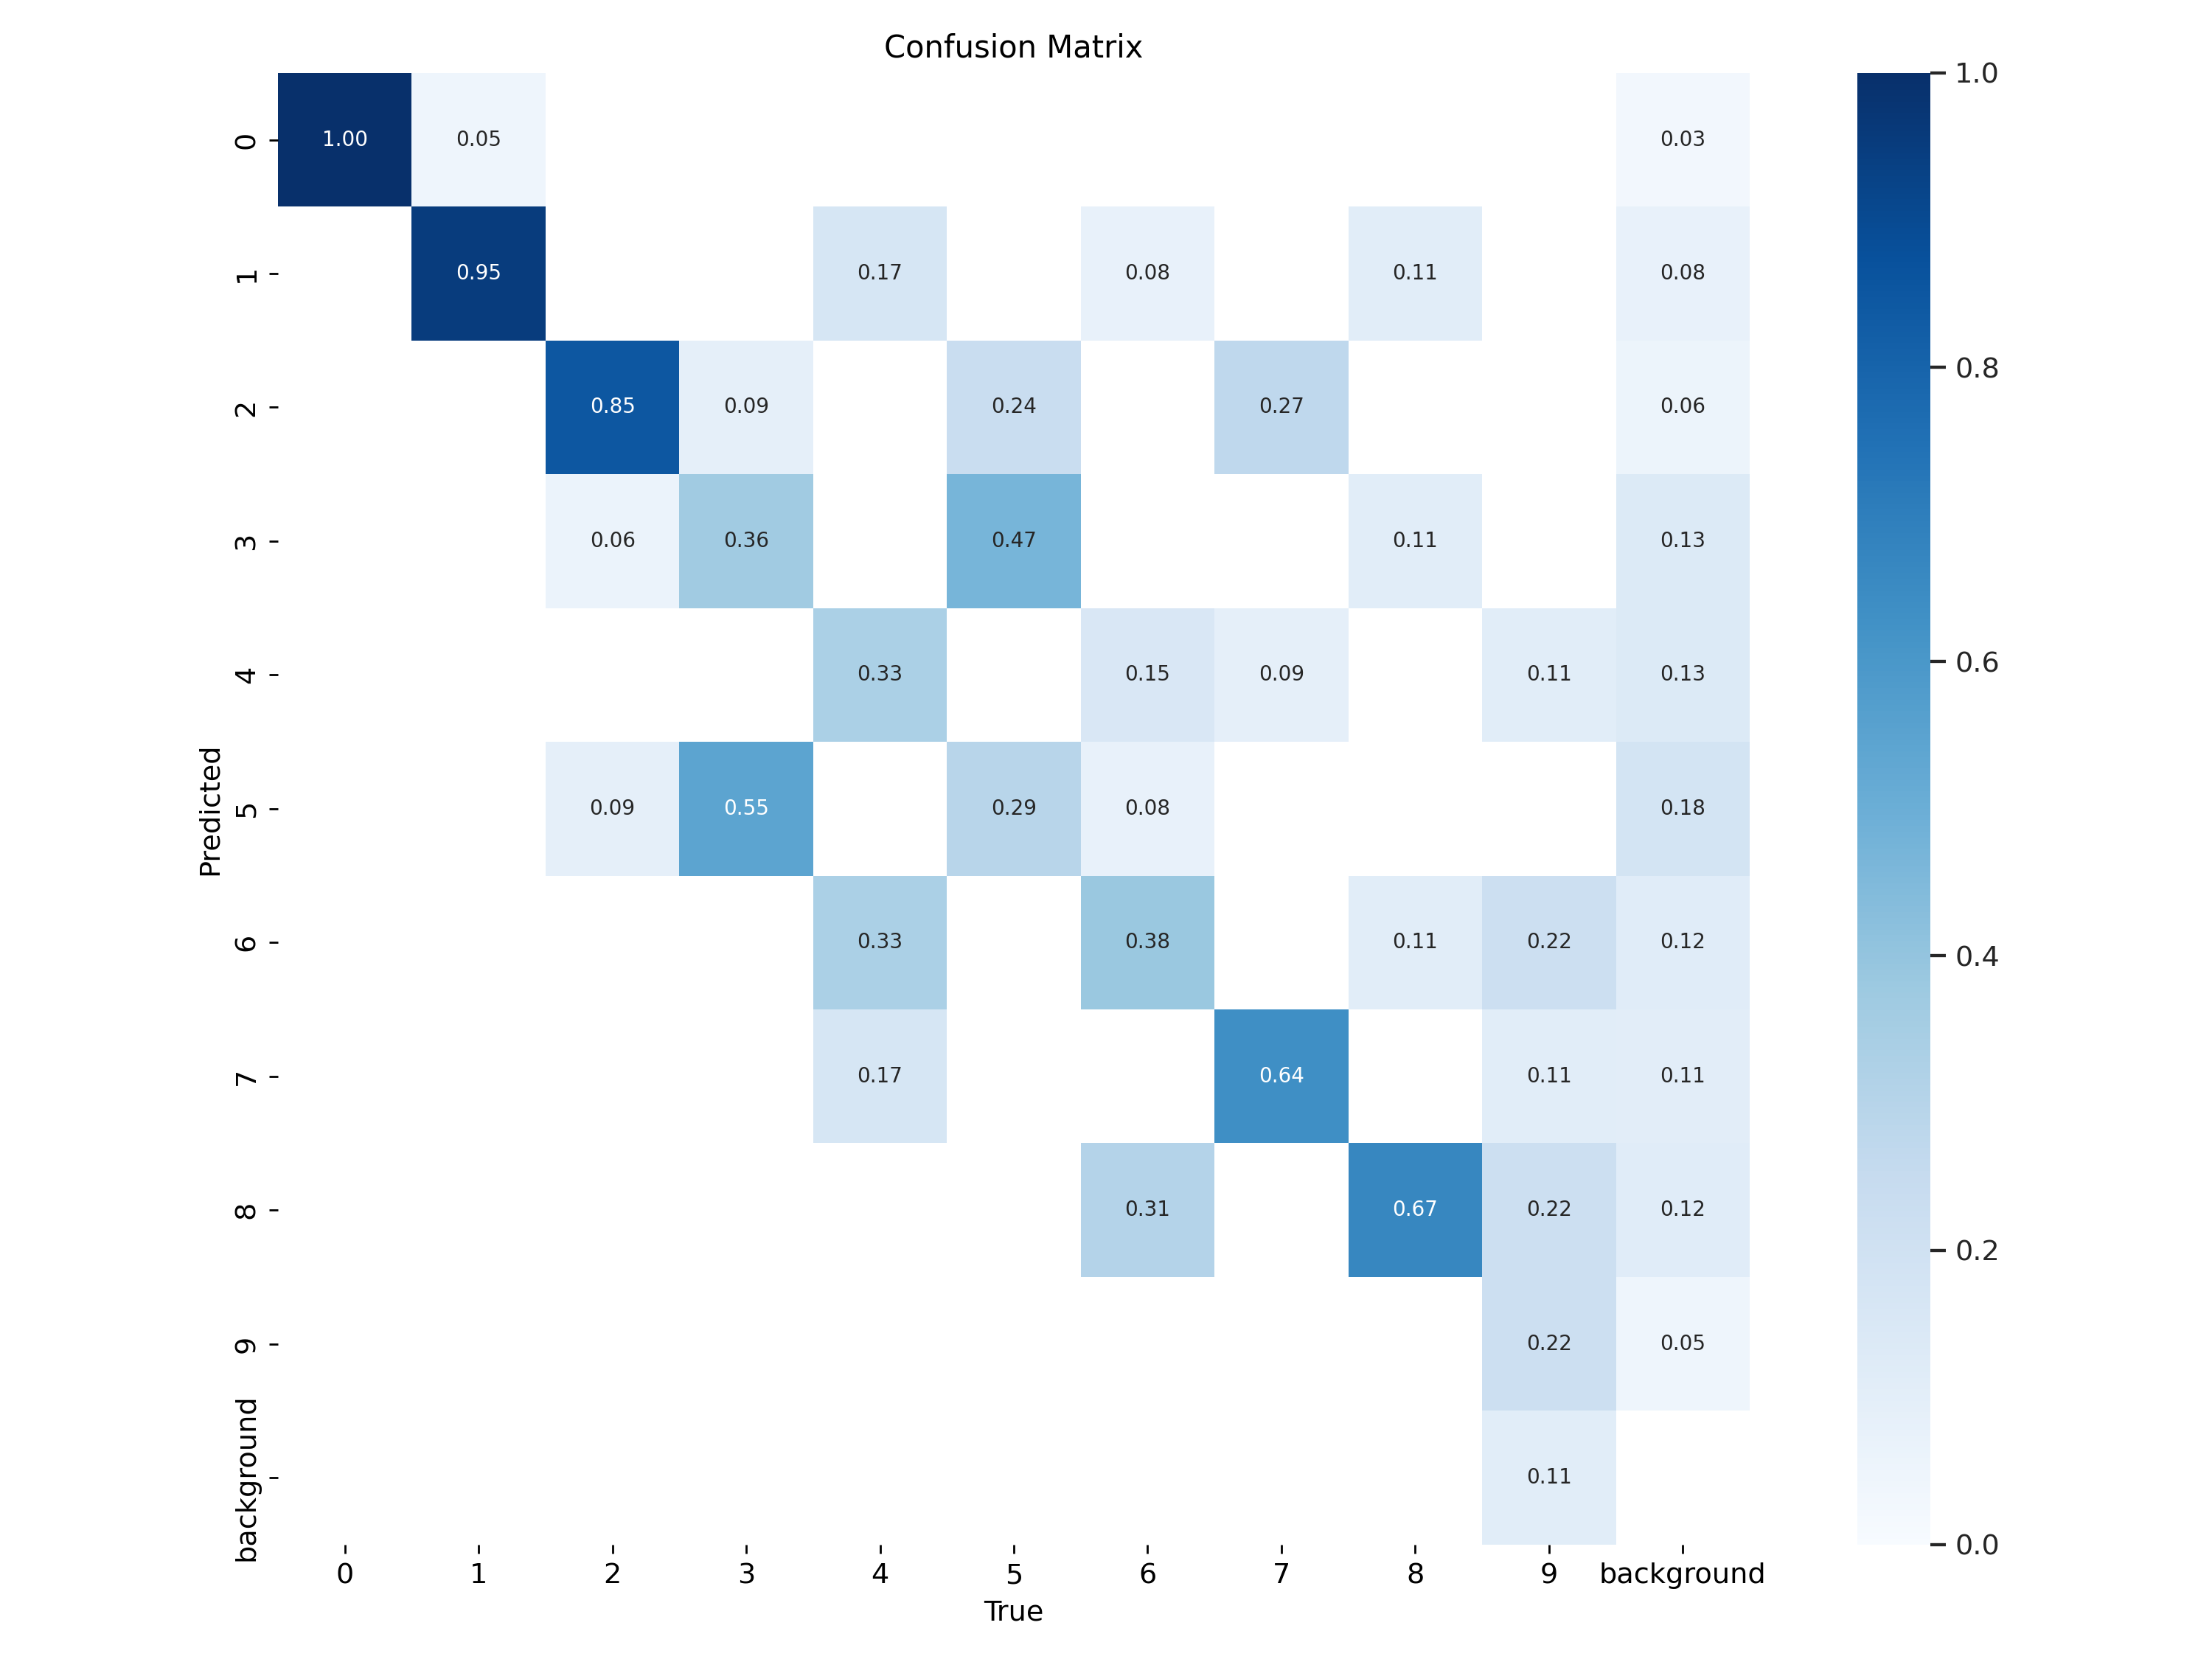 Confusion Matrix
0 1.00 0.05 0.03 1.0
1 0.95 0.17 0.08 0.11 0.08
2 0.85 0.09 0.24 0.27 0.06 0.8
3 0.06 0.36 0.47 0.11 0.13
4 0.33 0.15 0.09 0.11 0.13 0.6
Predicted
5 0.09 0.55 0.29 0.08 0.18
6 0.33 0.38 0.11 0.22 0.12 0.4
7 0.17 0.64 0.11 0.11
8 0.31 0.67 0.22 0.12 0.2
9 0.22 0.05
background 0.11 0.0
0 1 2 3 4 5 6 7 8 9 background
True